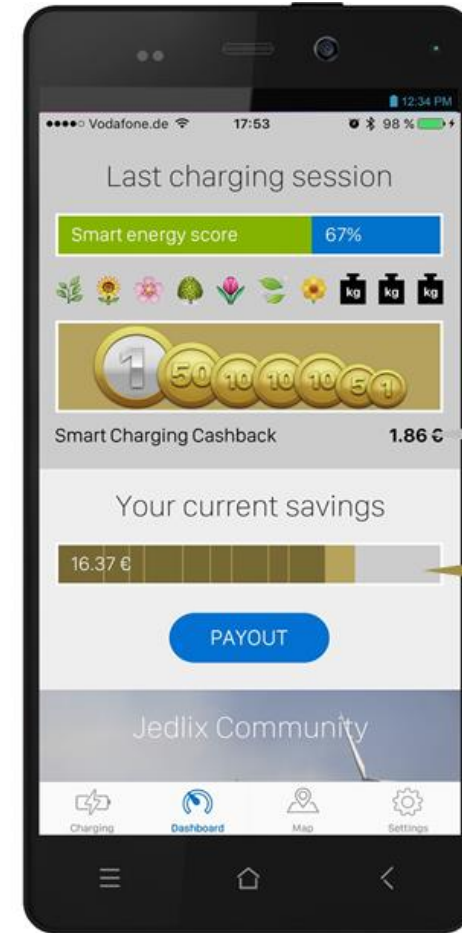 12:34 PM
Vodafone.de 17:53 98 %
Last charging session
Smart energy score 67%
kg kg kg
1 50 10 10 10 5 1
Smart Charging Cashback 1.86 €
Your current savings
16.37 €
PAYOUT
Jedlix Community
Charging Dashboard Map Settings